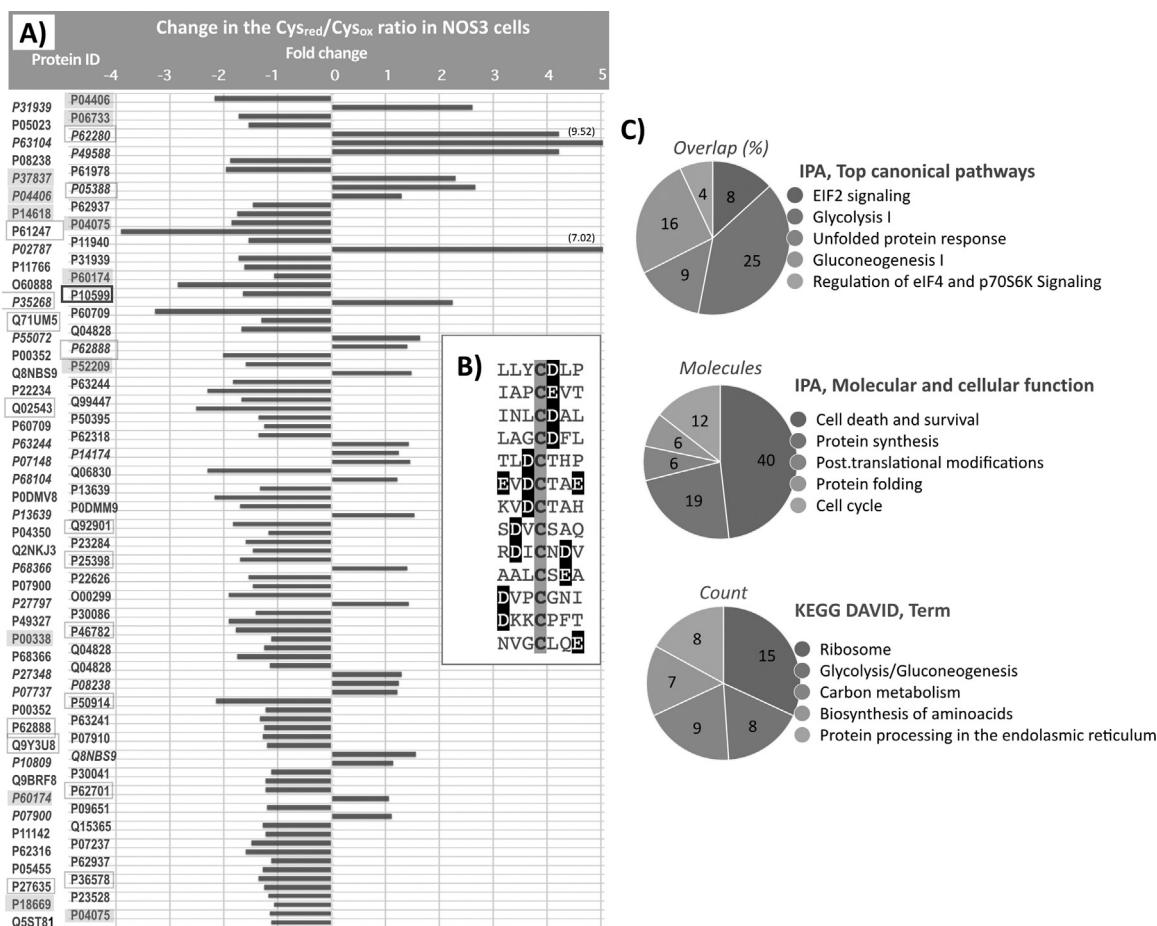 A)
Change in the Cysred/Cysox ratio in NOS3 cells
Protein ID
Fold change
-4 -3 -2 -1 0 1 2 3 4 5
P04406
P31939
P06733
P05023
P62280
(9.52)
P63104
P49588
P08238
P61978
P37837
P05388
P04406
P62937
P14618
P04075
P61247
P11940
(7.02)
P02787
P31939
P11766
P60174
O60888
P10599
P35268
P60709
Q71UM5
Q04828
P55072
P62888
P00352
P52209
Q8NBS9
P63244
P22234
Q99447
Q02543
P50395
P60709
P62318
P63244
P14174
P07148
Q06830
P68104
P13639
P0DMV8
P0DMM9
P13639
Q92901
P04350
P23284
Q2NKJ3
P25398
P68366
P22626
P07900
O00299
P27797
P30086
P49327
P46782
P00338
Q04828
P68366
Q04828
P27348
P08238
P07737
P50914
P00352
P63241
P62888
P07910
Q9Y3U8
Q8NBS9
P10809
P30041
Q9BRF8
P62701
P60174
P09651
P07900
Q15365
P11142
P07237
P62316
P62937
P05455
P36578
P27635
P23528
P18669
P04075
Q5ST81
B)
LLYCDLP
IAPCEVT
INLCDAL
LAGCDFL
TLDCTHP
EVDCTAE
KVDCTAH
SDVCSAQ
RDICNDV
AALCSEA
DVPCGNI
DKKCPFT
NVGCLQE
C)
Overlap (%)
4
8
16
25
9
IPA, Top canonical pathways
EIF2 signaling
Glycolysis I
Unfolded protein response
Gluconeogenesis I
Regulation of eIF4 and p70S6K Signaling
Molecules
12
6
6
40
19
IPA, Molecular and cellular function
Cell death and survival
Protein synthesis
Post.translational modifications
Protein folding
Cell cycle
Count
8
15
7
9
8
KEGG DAVID, Term
Ribosome
Glycolysis/Gluconeogenesis
Carbon metabolism
Biosynthesis of aminoacids
Protein processing in the endolasmic reticulum